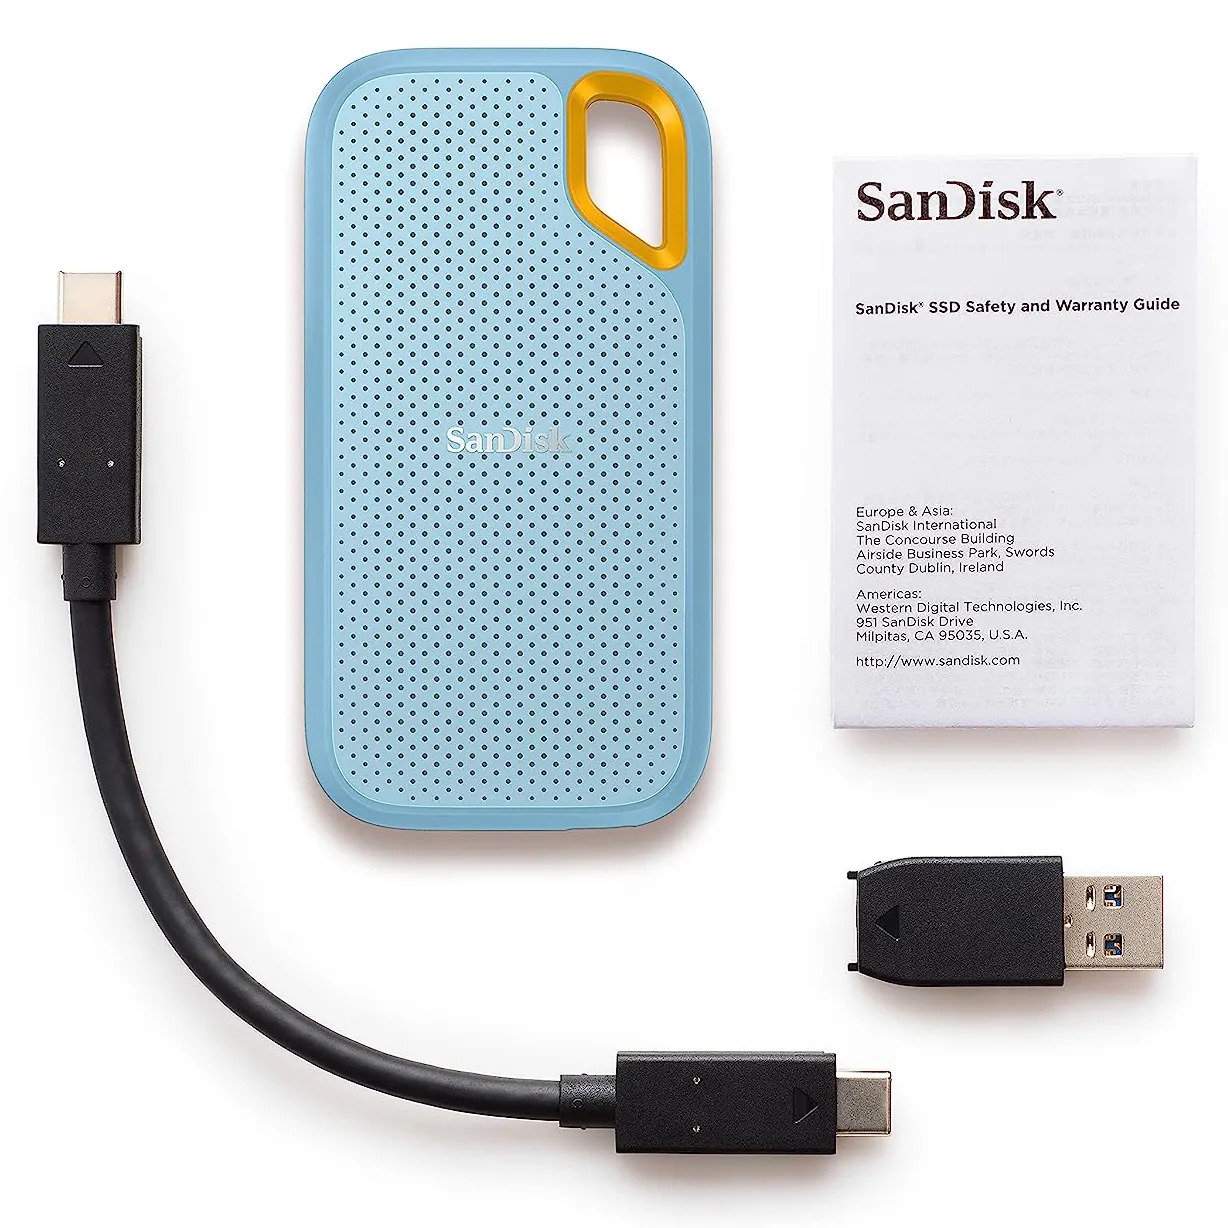 SanDisk®
SanDisk
SanDisk® SSD Safety and Warranty Guide
Europe & Asia:
SanDisk International
The Concourse Building
Airside Business Park, Swords
County Dublin, Ireland
Americas:
Western Digital Technologies, Inc.
951 SanDisk Drive
Milpitas, CA 95035, U.S.A.
http://www.sandisk.com